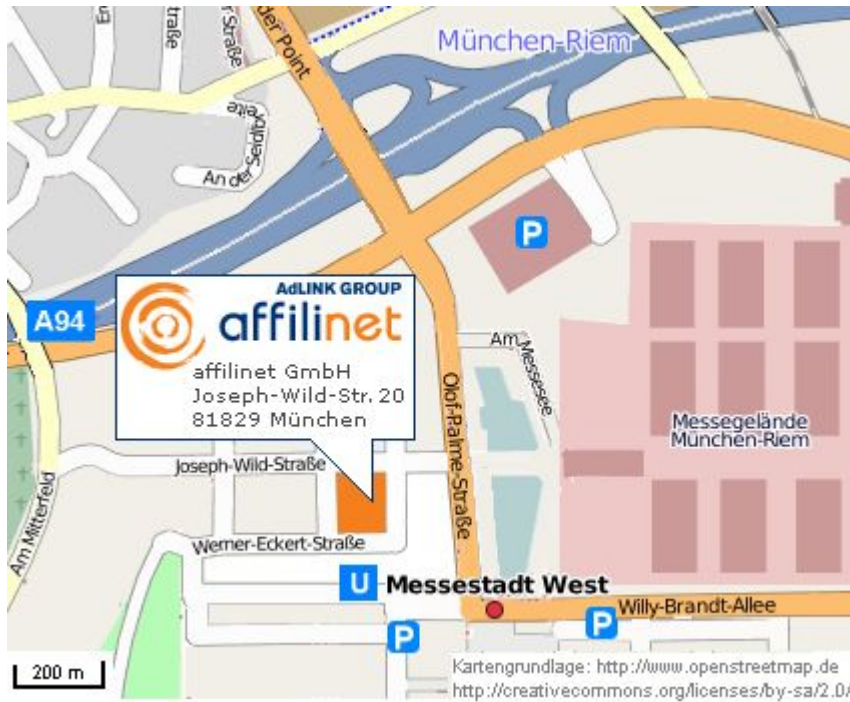 der Point
München-Riem
Straße
An der Seidlbreite
P
A94
AdLINK GROUP
affilinet
affilinet GmbH
Joseph-Wild-Str. 20
81829 München
Am Messesee
Olof-Palme-Straße
Messegelände
München-Riem
Joseph-Wild-Straße
Am Mitterfeld
Werner-Eckert-Straße
U Messestadt West
Willy-Brandt-Allee
P
P
200 m
Kartengrundlage: http://www.openstreetmap.de
http://creativecommons.org/licenses/by-sa/2.0/